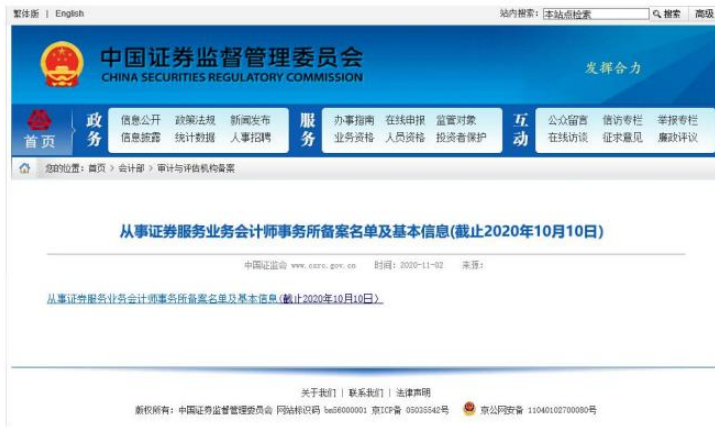 繁体版 | English 站内搜索: 本站点检索 搜索 高级
中国证券监督管理委员会
CHINA SECURITIES REGULATORY COMMISSION
发挥合力
首页 政务 信息公开 政策法规 新闻发布 服务 办事指南 在线申报 监管对象 互动 公众留言 信访专栏 举报专栏
信息披露 统计数据 人事招聘 业务资格 人员资格 投资者保护 在线访谈 征求意见 廉政评议
您的位置: 首页 > 会计部 > 审计与评估机构备案
从事证券服务业务会计师事务所备案名单及基本信息(截止2020年10月10日)
中国证监会 www.csrc.gov.cn 时间: 2020-11-02 来源:
从事证券服务业务会计师事务所备案名单及基本信息(截止2020年10月10日)
关于我们 | 联系我们 | 法律声明
版权所有: 中国证券监督管理委员会 网站标识码 bm56000001 京ICP备 05035542号 京公网安备 11040102700080号